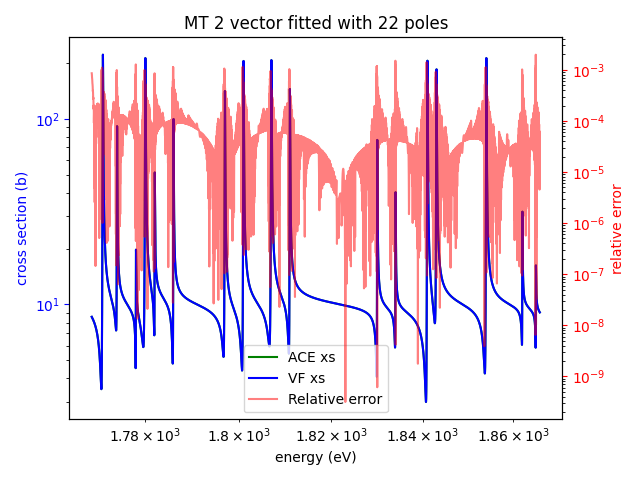 MT 2 vector fitted with 22 poles
cross section (b)
10²
10¹
10⁻³
10⁻⁴
10⁻⁵
10⁻⁶
10⁻⁷
10⁻⁸
10⁻⁹
relative error
ACE xs
VF xs
Relative error
1.78 × 10³ 1.8 × 10³ 1.82 × 10³ 1.84 × 10³ 1.86 × 10³
energy (eV)